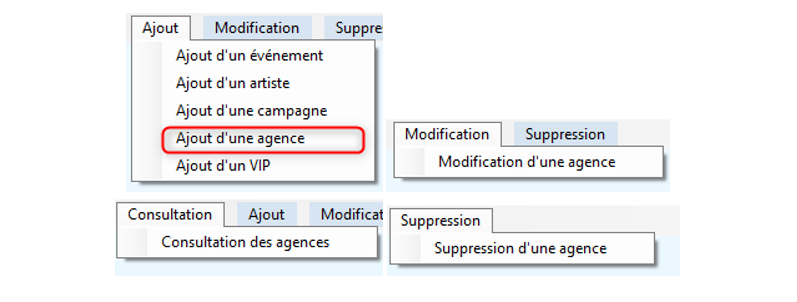 Ajout Modification Suppre
Ajout d'un événement
Ajout d'un artiste
Ajout d'une campagne
Ajout d'une agence
Ajout d'un VIP
Modification Suppression
Modification d'une agence
Consultation Ajout Modificat
Consultation des agences
Suppression
Suppression d'une agence